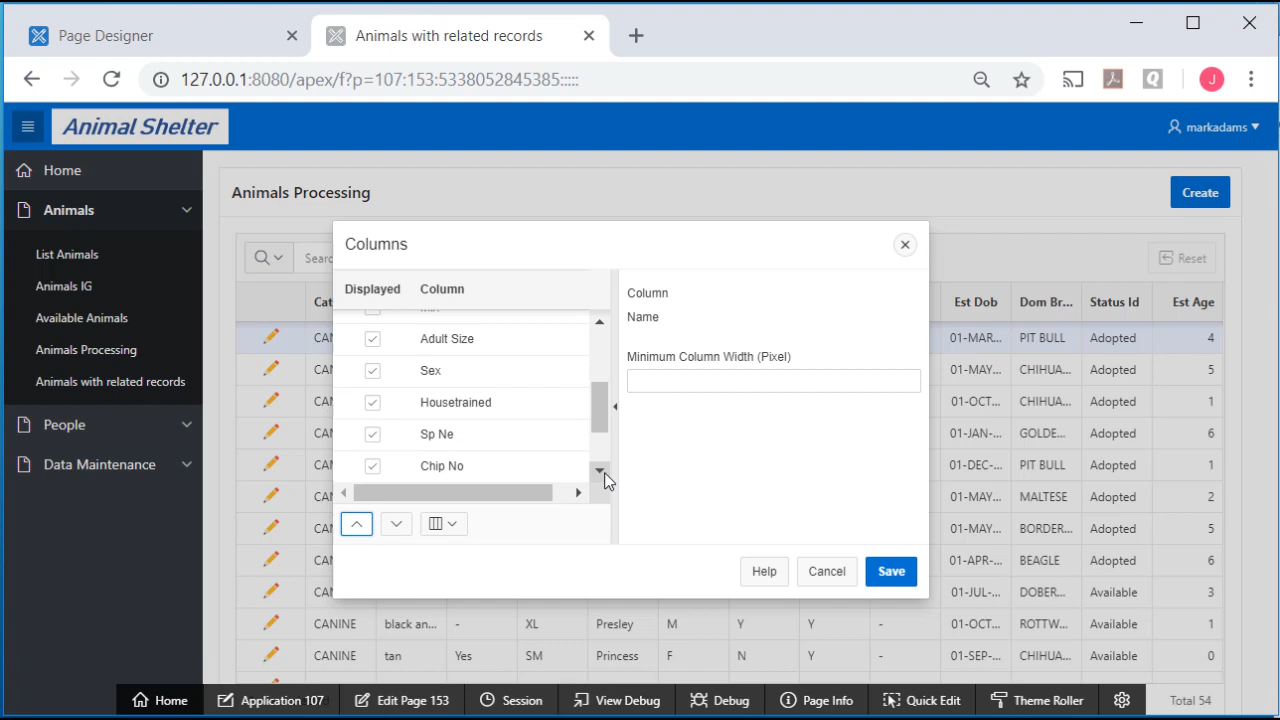 Page Designer
Animals with related records
127.0.0.1:8080/apex/f?p=107:153:5338052845385:::::
J
Animal Shelter
markadams
Home
Animals
List Animals
Animals IG
Available Animals
Animals Processing
Animals with related records
People
Data Maintenance
Animals Processing
Create
Reset
Est Dob Dom Br... Status Id Est Age
01-MAR... PIT BULL Adopted 4
01-MAY... CHIHUA... Adopted 5
01-OCT... CHIHUA... Adopted 1
01-JAN-... GOLDE... Adopted 6
01-DEC-... PIT BULL Adopted 1
01-MAY... MALTESE Adopted 2
01-MAY... BORDER... Adopted 5
01-APR-... BEAGLE Adopted 6
01-JUL-... DOBER... Available 3
CANINE black an... - XL Presley M Y Y - 01-OCT... ROTTW... Available 1
CANINE tan Yes SM Princess F N Y - 01-SEP-... CHIHUA... Available 0
Columns
Displayed Column
Adult Size
Sex
Housetrained
Sp Ne
Chip No
Column
Name
Minimum Column Width (Pixel)
Help Cancel Save
Home Application 107 Edit Page 153 Session View Debug Debug Page Info Quick Edit Theme Roller Total 54